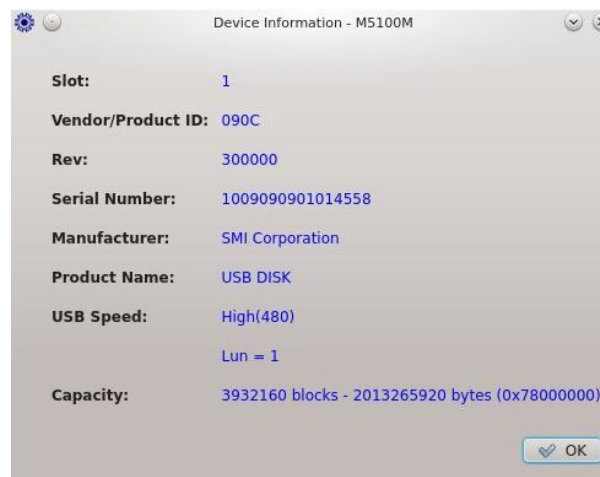 Device Information - M5100M
Slot: 1
Vendor/Product ID: 090C
Rev: 300000
Serial Number: 1009090901014558
Manufacturer: SMI Corporation
Product Name: USB DISK
USB Speed: High(480)
Lun = 1
Capacity: 3932160 blocks - 2013265920 bytes (0x78000000)
OK